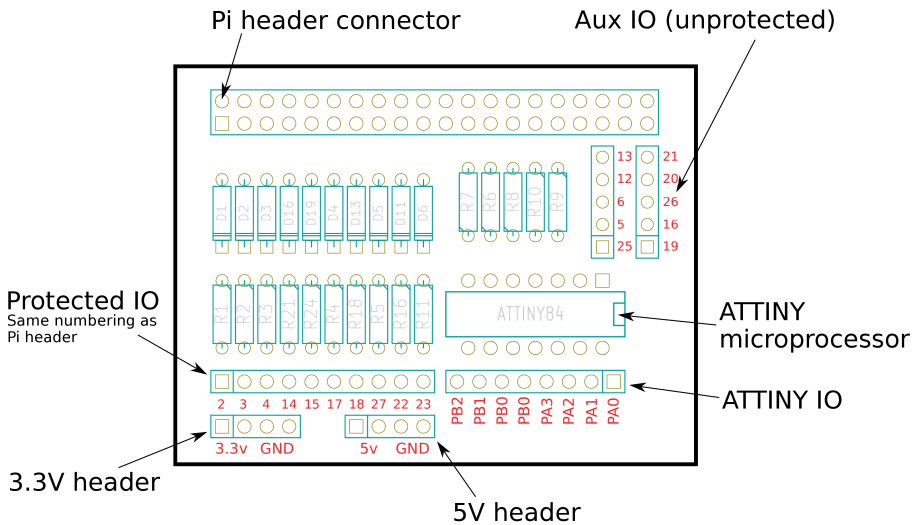 Pi header connector
Aux IO (unprotected)
13 21
12 20
6 26
5 16
25 19
D1 D2 D3 D16 D19 D4 D13 D5 D11 D6
R7 R6 R8 R10 R9
R1 R2 R3 R21 R24 R4 R18 R5 R16 R11
ATTINY84
Protected IO
Same numbering as
Pi header
ATTINY
microprocessor
2 3 4 14 15 17 18 27 22 23
PB2 PB1 PB0 PB0 PA3 PA2 PA1 PA0
ATTINY IO
3.3v GND
5v GND
3.3V header
5V header